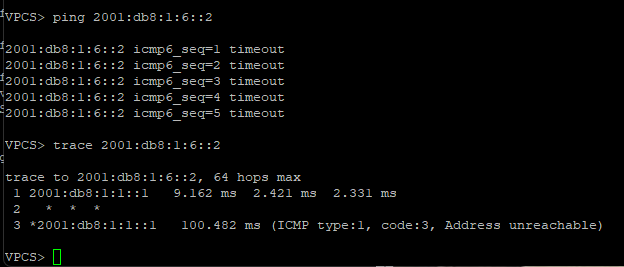 VPCS> ping 2001:db8:1:6::2
2001:db8:1:6::2 icmp6_seq=1 timeout
2001:db8:1:6::2 icmp6_seq=2 timeout
2001:db8:1:6::2 icmp6_seq=3 timeout
2001:db8:1:6::2 icmp6_seq=4 timeout
2001:db8:1:6::2 icmp6_seq=5 timeout
VPCS> trace 2001:db8:1:6::2
trace to 2001:db8:1:6::2, 64 hops max
1 2001:db8:1:1::1 9.162 ms 2.421 ms 2.331 ms
2 * * *
3 *2001:db8:1:1::1 100.482 ms (ICMP type:1, code:3, Address unreachable)
VPCS>